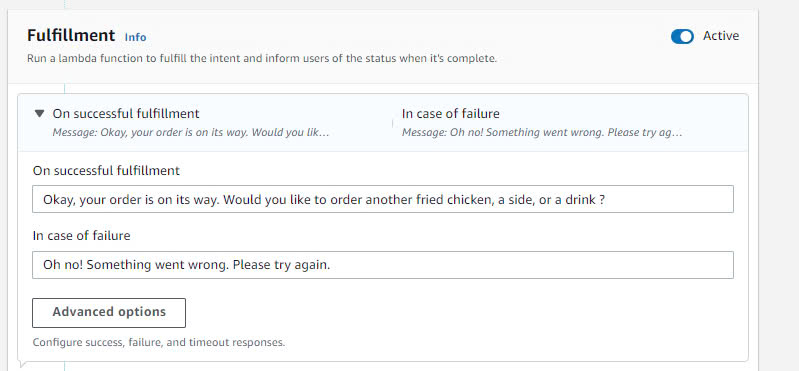 Fulfillment Info
Active
Run a lambda function to fulfill the intent and inform users of the status when it's complete.
On successful fulfillment
In case of failure
Message: Okay, your order is on its way. Would you lik...
Message: Oh no! Something went wrong. Please try ag...
On successful fulfillment
Okay, your order is on its way. Would you like to order another fried chicken, a side, or a drink ?
In case of failure
Oh no! Something went wrong. Please try again.
Advanced options
Configure success, failure, and timeout responses.